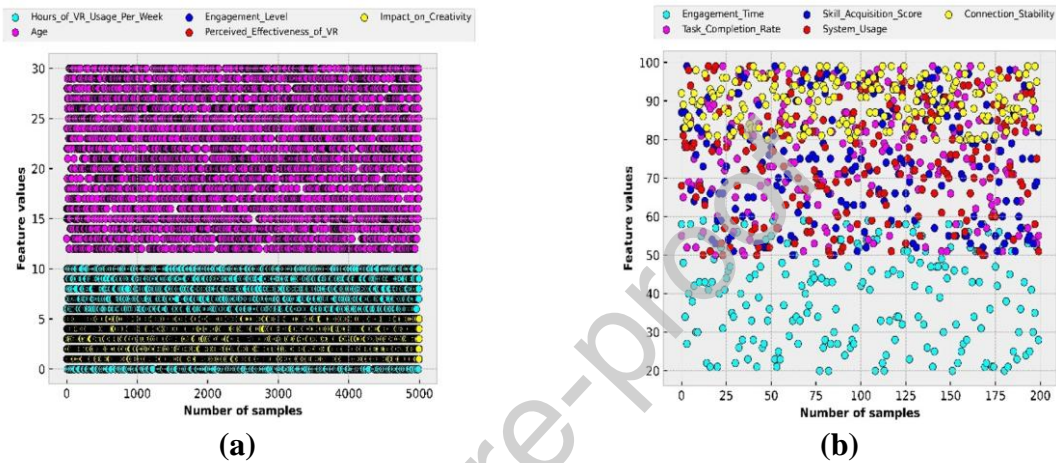 Hours_of_VR_Usage_Per_Week Engagement_Level Impact_on_Creativity
Age Perceived_Effectiveness_of_VR
30
25
20
15
10
5
0
Feature values
0 1000 2000 3000 4000 5000
Number of samples
(a)
Engagement_Time Skill_Acquisition_Score Connection_Stability
Task_Completion_Rate System_Usage
100
90
80
70
60
50
40
30
20
Feature values
0 25 50 75 100 125 150 175 200
Number of samples
(b)
re-proof